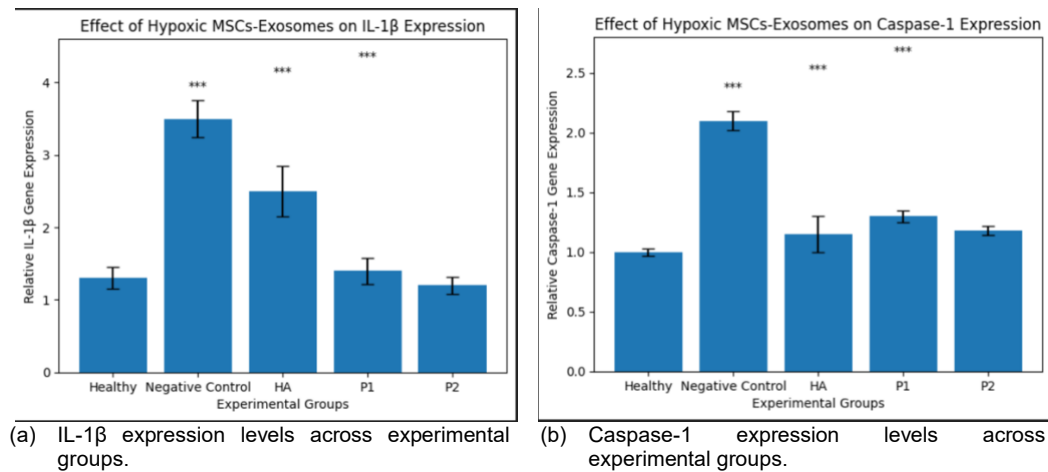 Effect of Hypoxic MSCs-Exosomes on IL-1β Expression
***
***
***
4
3
2
1
0
Relative IL-1β Gene Expression
Healthy Negative Control HA P1 P2
Experimental Groups
(a) IL-1β expression levels across experimental
groups.
Effect of Hypoxic MSCs-Exosomes on Caspase-1 Expression
***
***
***
2.5
2.0
1.5
1.0
0.5
0.0
Relative Caspase-1 Gene Expression
Healthy Negative Control HA P1 P2
Experimental Groups
(b) Caspase-1 expression levels across
experimental groups.